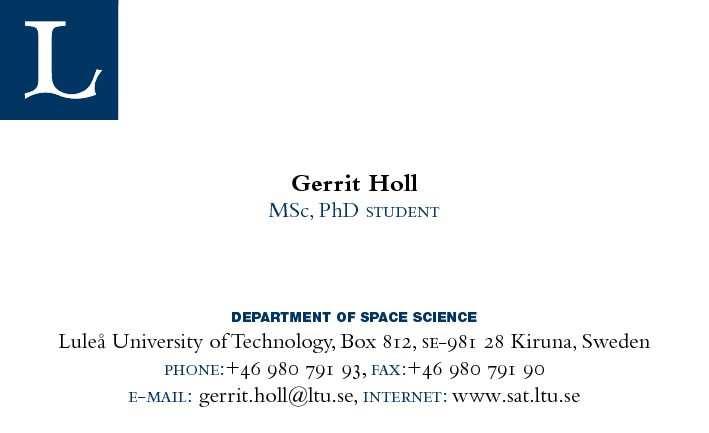 L
Gerrit Holl
MSc, PhD STUDENT
DEPARTMENT OF SPACE SCIENCE
Luleå University of Technology, Box 812, SE-981 28 Kiruna, Sweden
PHONE:+46 980 791 93, FAX:+46 980 791 90
E-MAIL: gerrit.holl@ltu.se, INTERNET: www.sat.ltu.se